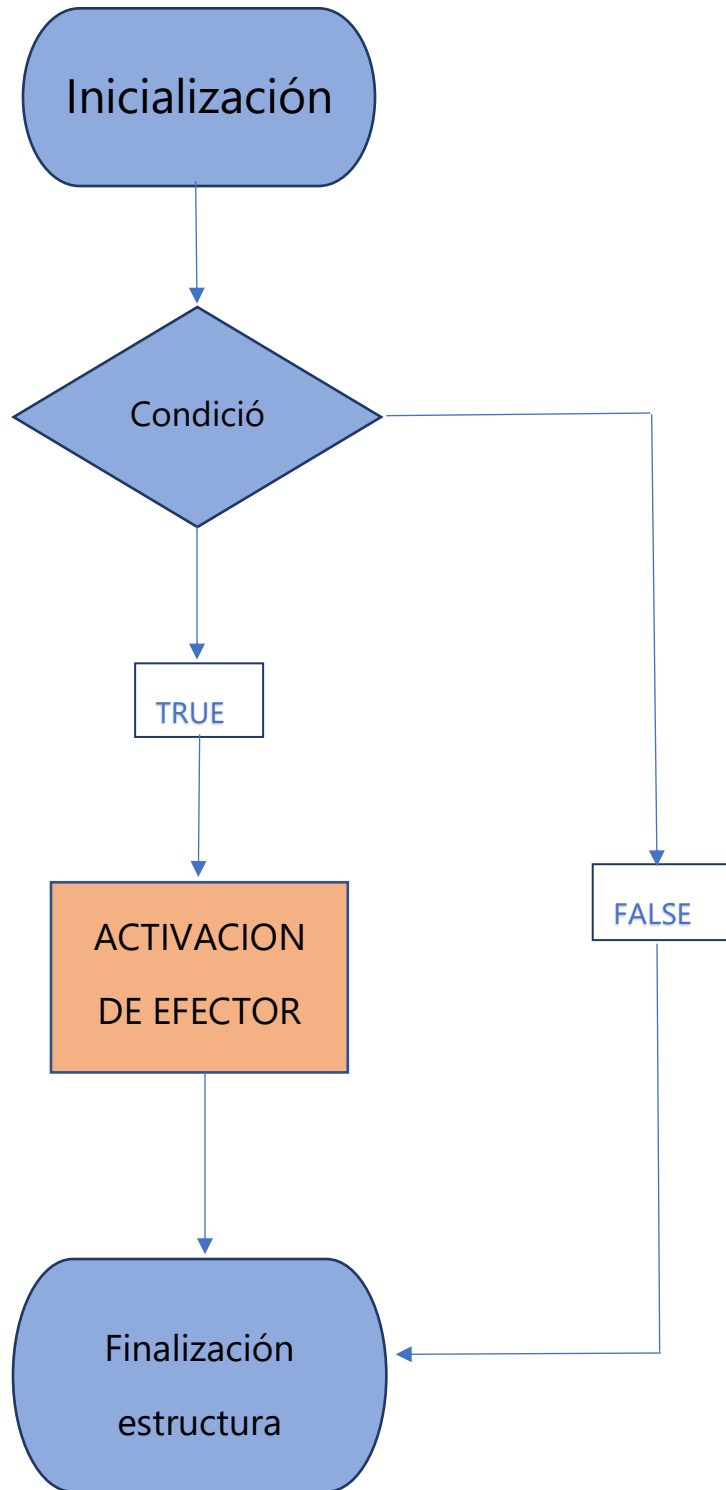 Inicialización
Condició
TRUE
ACTIVACION
DE EFECTOR
FALSE
Finalización
estructura